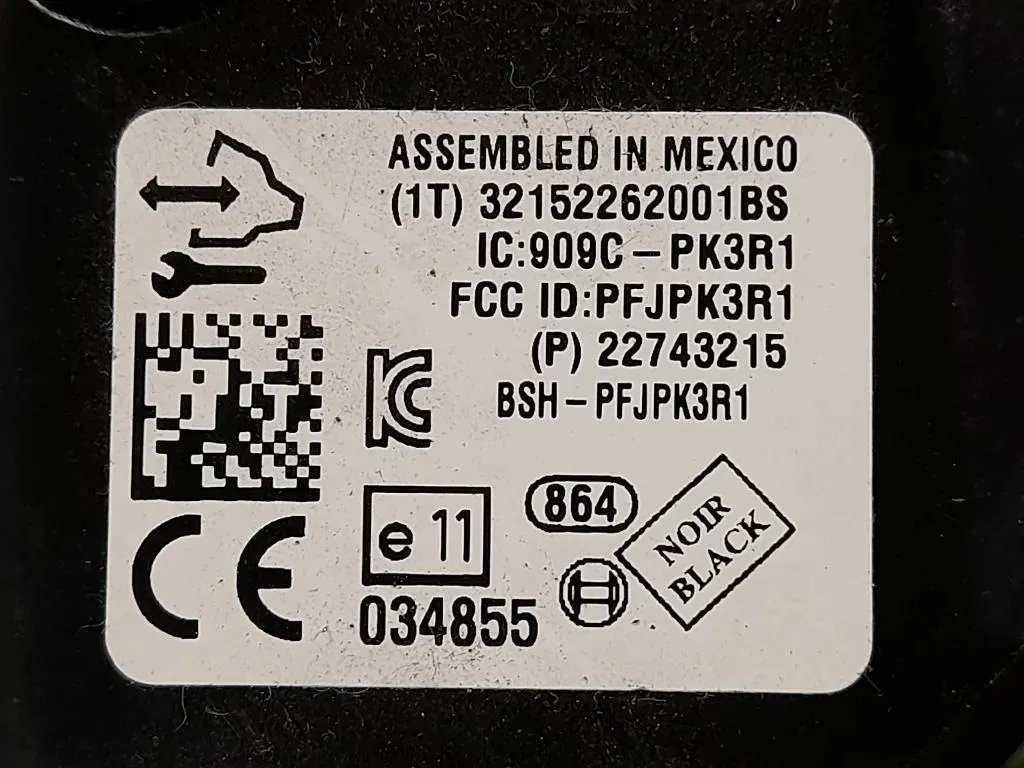 ASSEMBLED IN MEXICO
(1T) 32152262001BS
IC:909C-PK3R1
FCC ID:PFJPK3R1
(P) 22743215
BSH-PFJPK3R1
864
NOIR
BLACK
e 11
034855
CE